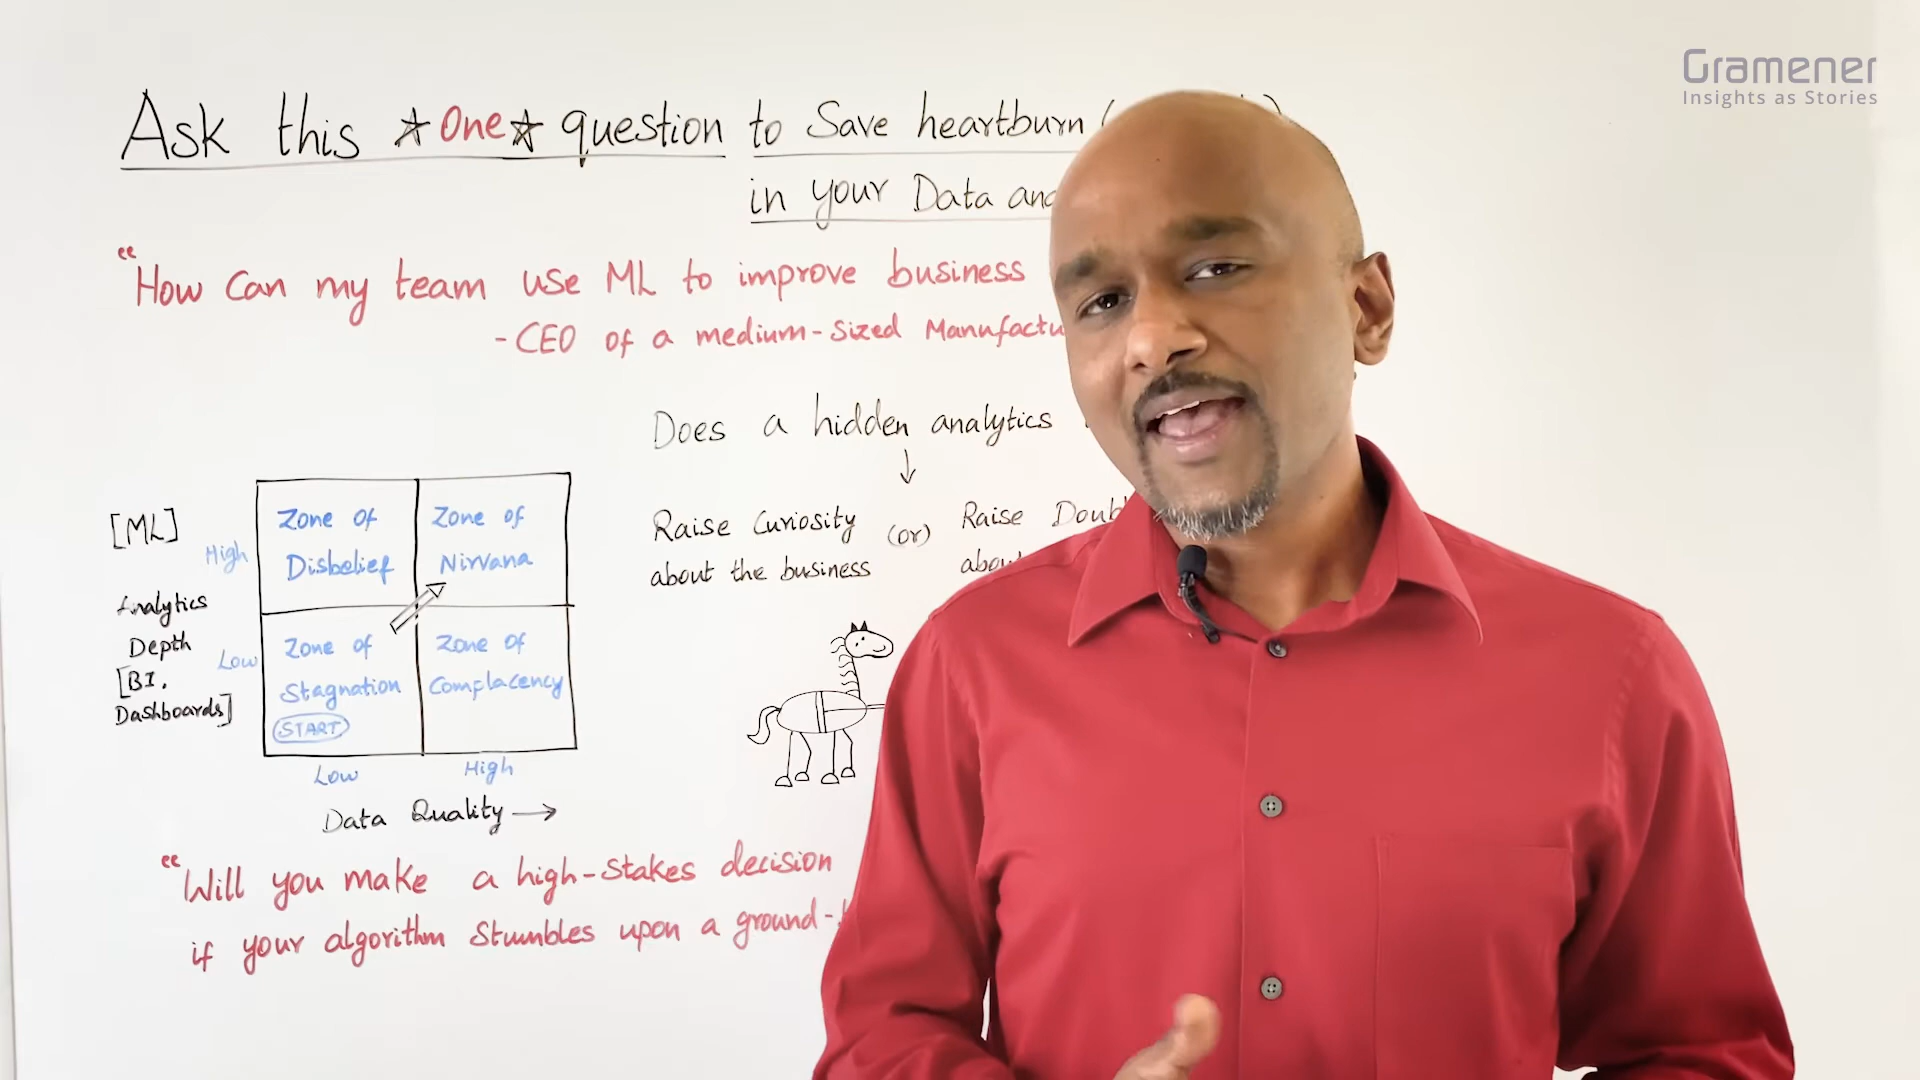 Gramener
Insights as Stories
Ask this ☆One☆ question to Save heartburn (
in your Data
"How Can my team use ML to improve business
- CEO of a medium-Sized
Does a hidden analytics
Raise Curiosity (or) Raise
about the business
[ML]
High
Analytics
Depth
Low
[BI,
Dashboards]
Zone of
Disbelief
Zone of
Nirvana
Zone of
Stagnation
START
Zone of
Complacency
Low High
Data Quality →
"Will you make a high-Stakes decision
if your algorithm Stumbles upon a ground-